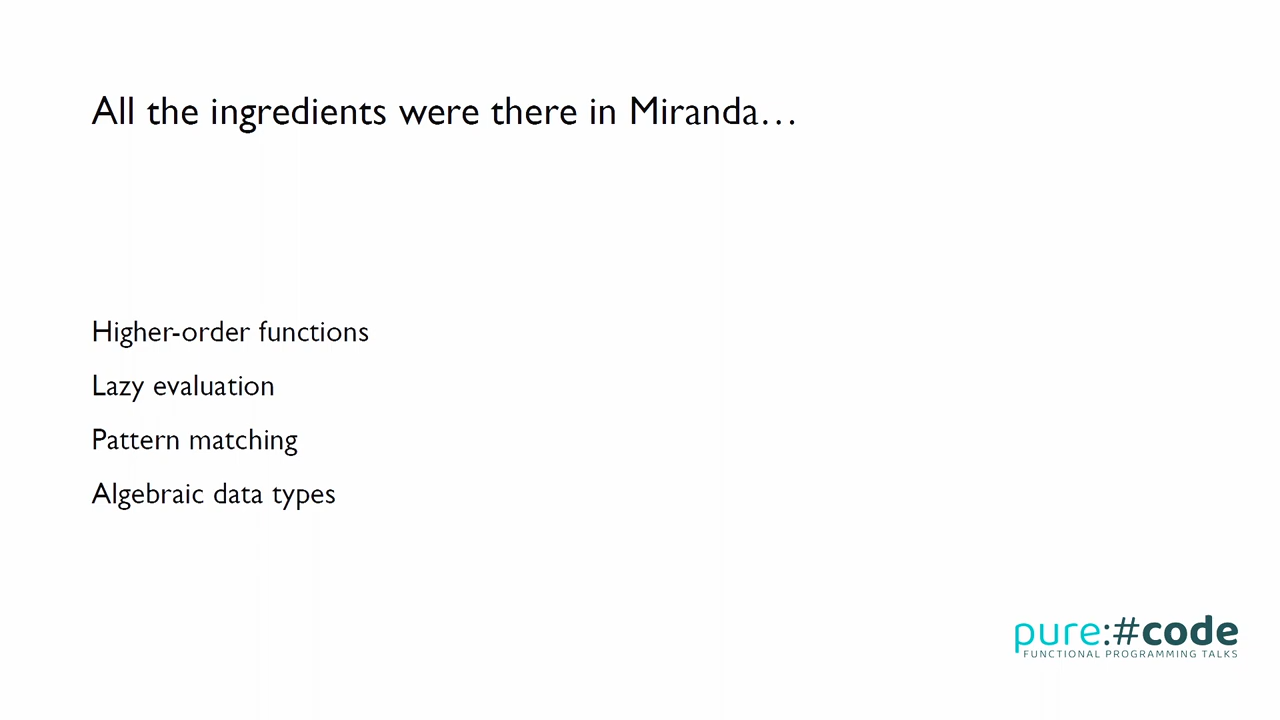 All the ingredients were there in Miranda…
Higher-order functions
Lazy evaluation
Pattern matching
Algebraic data types
pure:#code
FUNCTIONAL PROGRAMMING TALKS